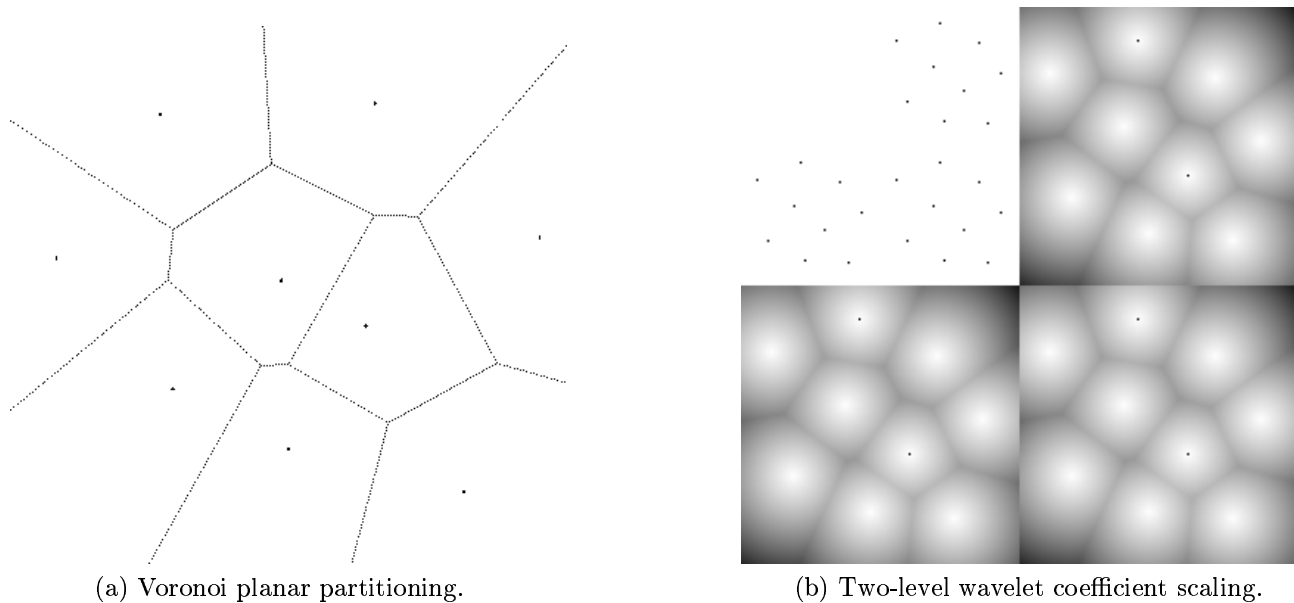 (a) Voronoi planar partitioning.
(b) Two-level wavelet coefficient scaling.